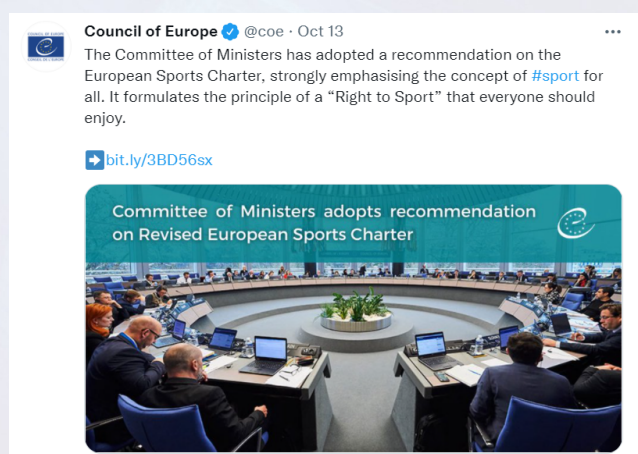 Council of Europe @coe · Oct 13
The Committee of Ministers has adopted a recommendation on the
European Sports Charter, strongly emphasising the concept of #sport for
all. It formulates the principle of a “Right to Sport” that everyone should
enjoy.
➡bit.ly/3BD56sx
Committee of Ministers adopts recommendation
on Revised European Sports Charter